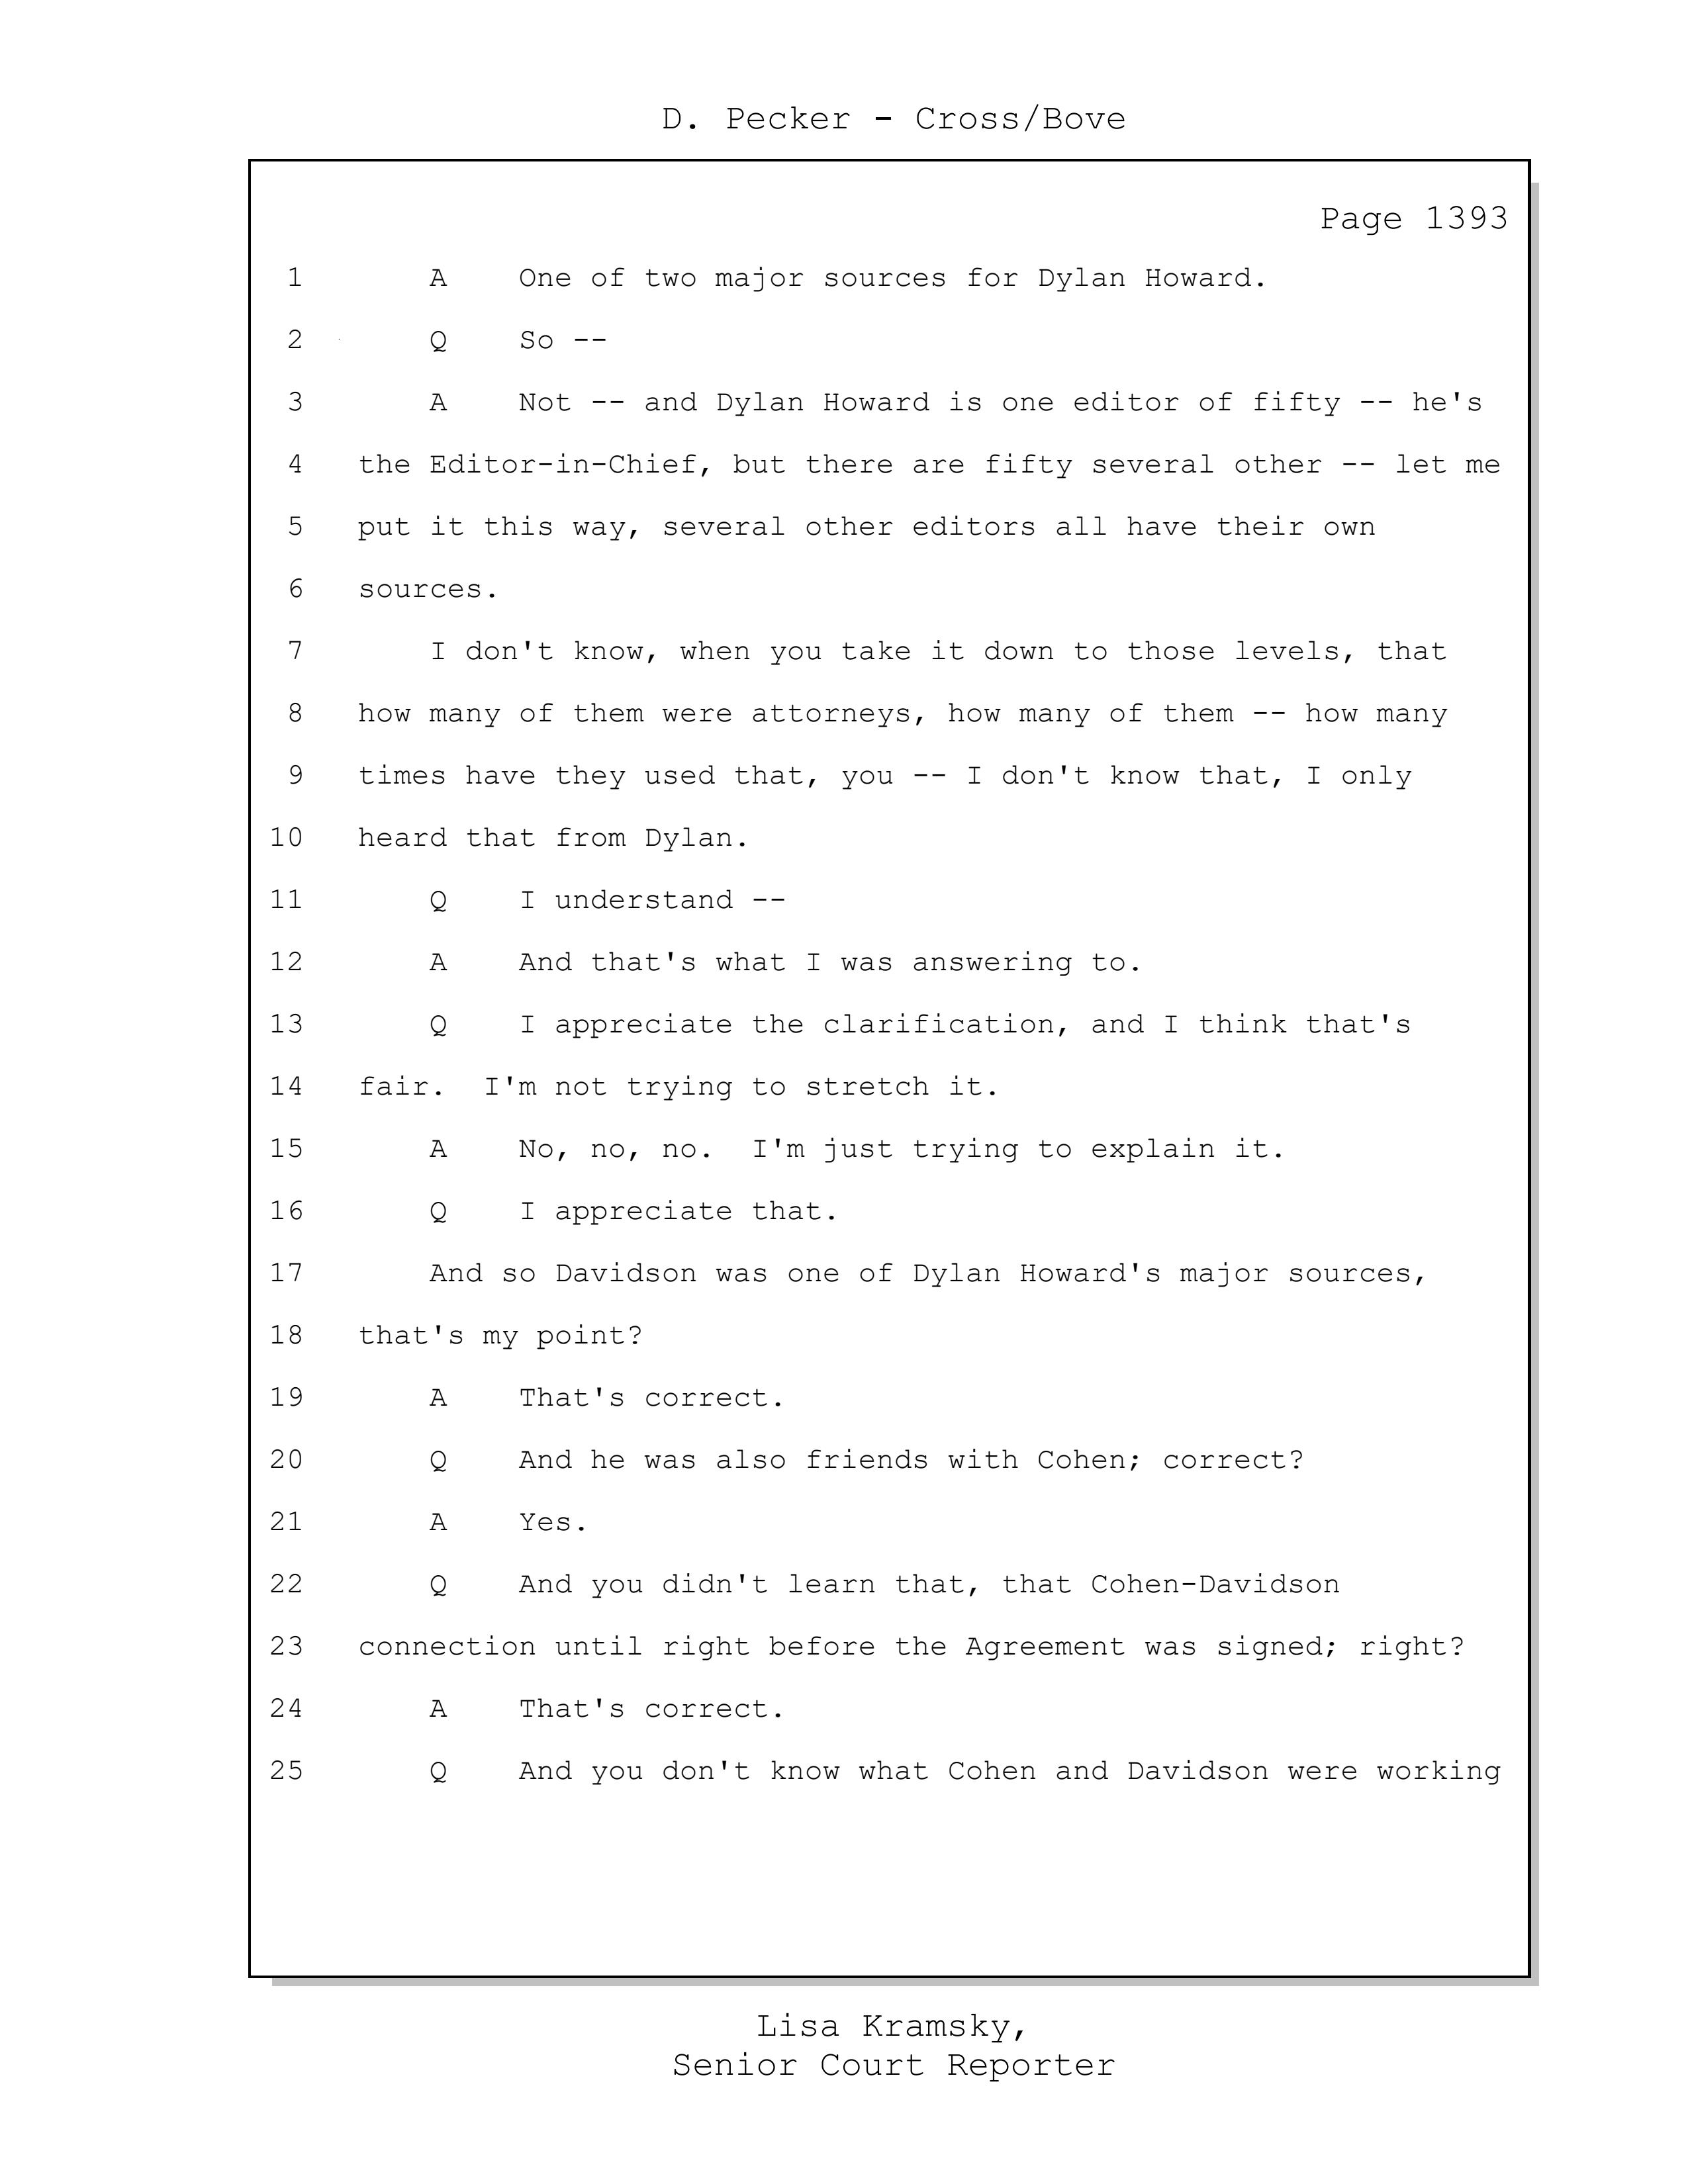 D. Pecker - Cross/Bove
Page 1393
1 A One of two major sources for Dylan Howard.
2 Q So --
3 A Not -- and Dylan Howard is one editor of fifty -- he's
4 the Editor-in-Chief, but there are fifty several other -- let me
5 put it this way, several other editors all have their own
6 sources.
7 I don't know, when you take it down to those levels, that
8 how many of them were attorneys, how many of them -- how many
9 times have they used that, you -- I don't know that, I only
10 heard that from Dylan.
11 Q I understand --
12 A And that's what I was answering to.
13 Q I appreciate the clarification, and I think that's
14 fair.  I'm not trying to stretch it.
15 A No, no, no.  I'm just trying to explain it.
16 Q I appreciate that.
17 And so Davidson was one of Dylan Howard's major sources,
18 that's my point?
19 A That's correct.
20 Q And he was also friends with Cohen; correct?
21 A Yes.
22 Q And you didn't learn that, that Cohen-Davidson
23 connection until right before the Agreement was signed; right?
24 A That's correct.
25 Q And you don't know what Cohen and Davidson were working
Lisa Kramsky,
Senior Court Reporter